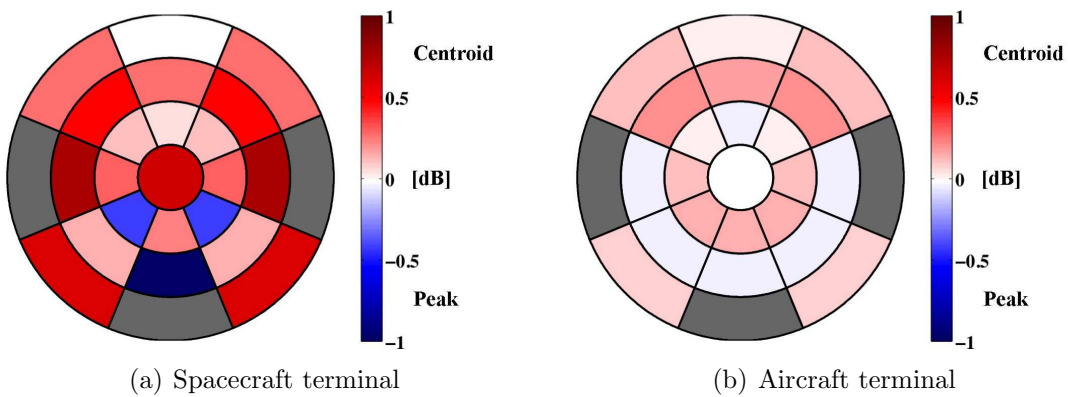 1
Centroid
0.5
0
[dB]
−0.5
Peak
−1
(a) Spacecraft terminal
1
Centroid
0.5
0
[dB]
−0.5
Peak
−1
(b) Aircraft terminal